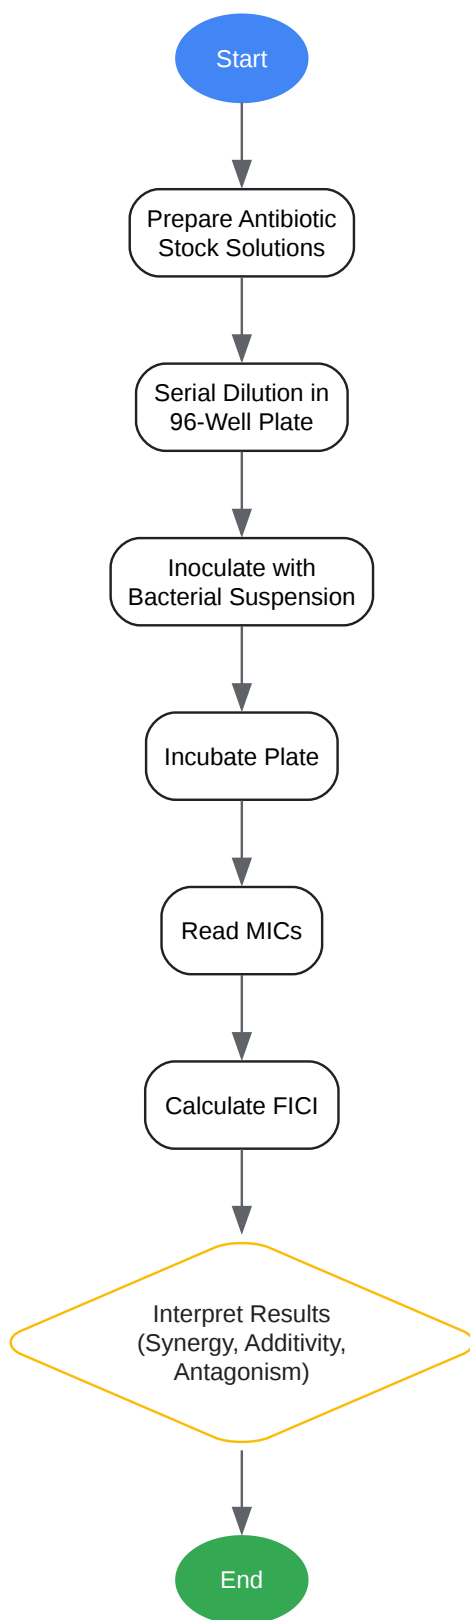 Start
Prepare Antibiotic
Stock Solutions
Serial Dilution in
96-Well Plate
Inoculate with
Bacterial Suspension
Incubate Plate
Read MICs
Calculate FICI
Interpret Results
(Synergy, Additivity,
Antagonism)
End